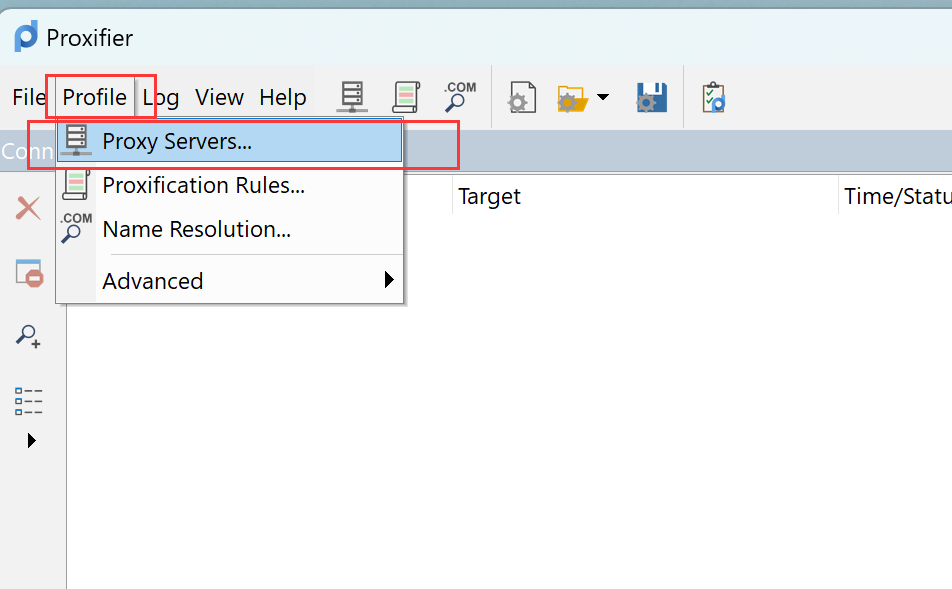 Proxifier
File Profile Log View Help .COM
Proxy Servers...
Conn
Proxification Rules...
Target Time/Statu
.COM
Name Resolution...
Advanced